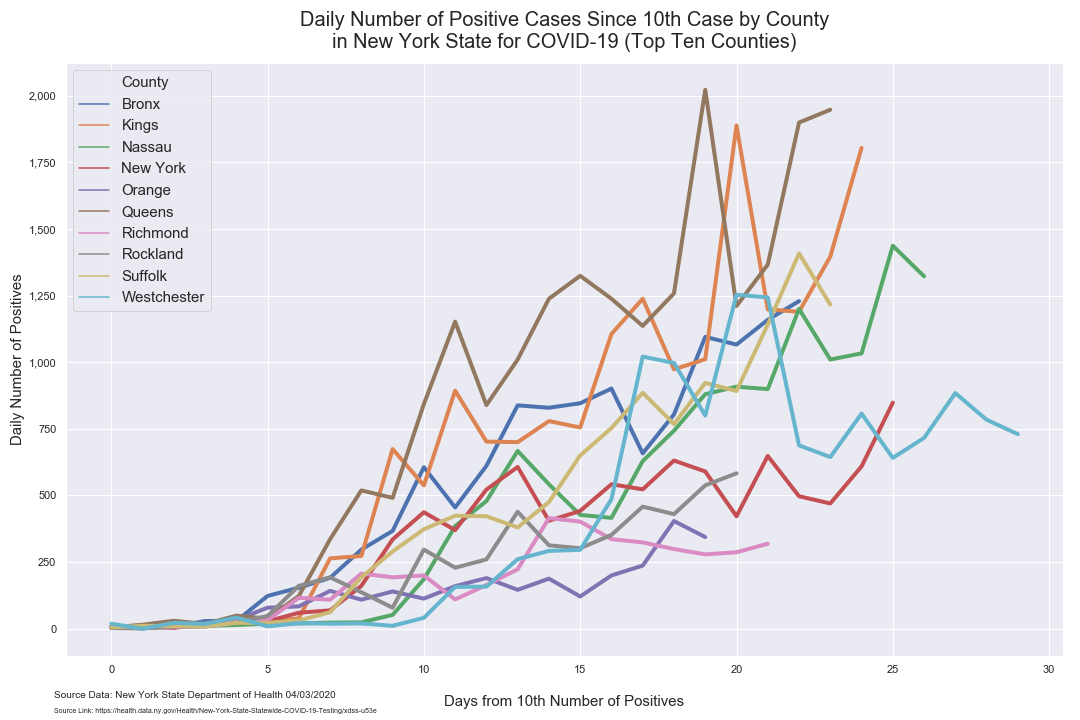 Daily Number of Positive Cases Since 10th Case by County
in New York State for COVID-19 (Top Ten Counties)
County
Bronx
Kings
Nassau
New York
Orange
Queens
Richmond
Rockland
Suffolk
Westchester
2,000
1,750
1,500
1,250
1,000
750
500
250
0
Daily Number of Positives
0 5 10 15 20 25 30
Days from 10th Number of Positives
Source Data: New York State Department of Health 04/03/2020
Source Link: https://health.data.ny.gov/Health/New-York-State-Statewide-COVID-19-Testing/xdss-u53e